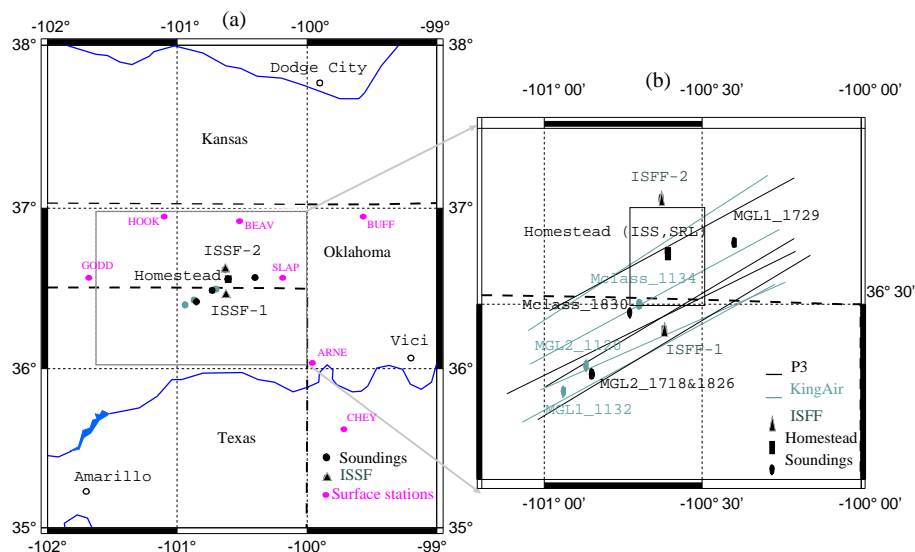 (a)
-102 -101 -100 -99
38°
Dodge City
Kansas
37°
HOOK
BEAV
BUFF
ISSF-2
Oklahoma
GODD
Homestead
SLAP
ISSF-1
Vici
ARNE
36°
CHEY
Texas
Soundings
ISSF
Amarillo
Surface stations
35°
-102 -101 -100 -99
38°
37°
36°
35°
(b)
-101° 00' -100° 30' -100° 00'
ISFF-2
MGL1_1729
Homestead (ISS,SRL)
Mclass_1134
Mclass_1830
36° 30'
MGL2_1120
ISFF-1
P3
MGL2_1718&1826
KingAir
MGL1_1132
ISFF
Homestead
Soundings
-101° 00' -100° 30' -100° 00'